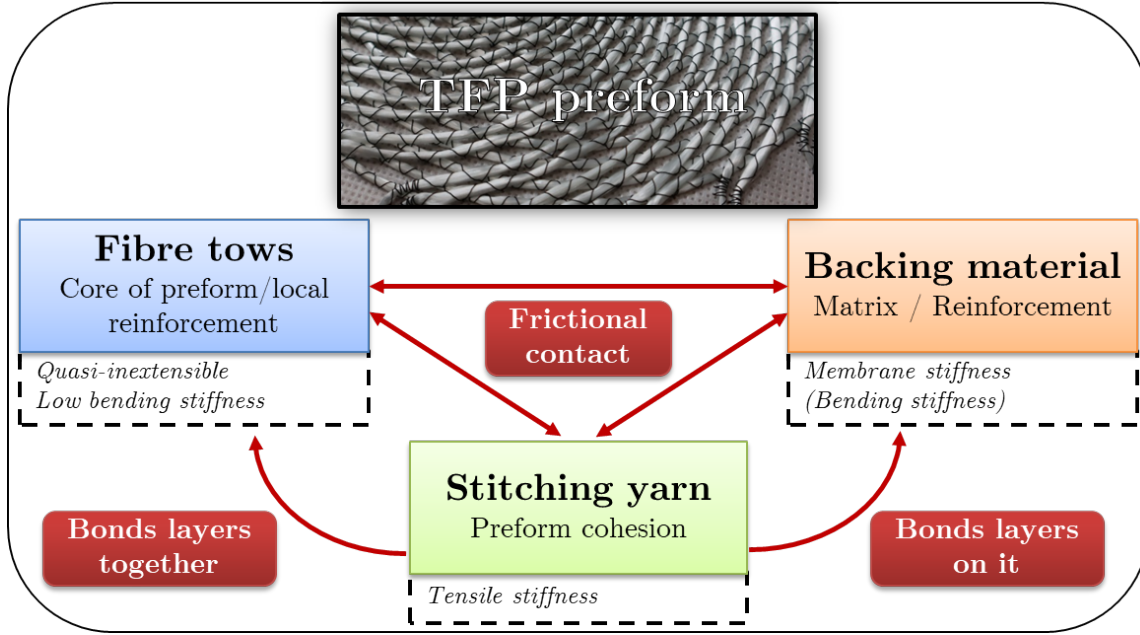 TFP preform
Fibre tows
Core of preform/local
reinforcement
Quasi-inextensible
Low bending stiffness
Frictional
contact
Backing material
Matrix / Reinforcement
Membrane stiffness
(Bending stiffness)
Stitching yarn
Preform cohesion
Tensile stiffness
Bonds layers
together
Bonds layers
on it